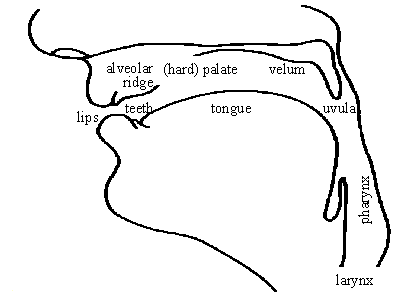 alveolar ridge
(hard) palate
velum
lips
teeth
tongue
uvula
pharynx
larynx